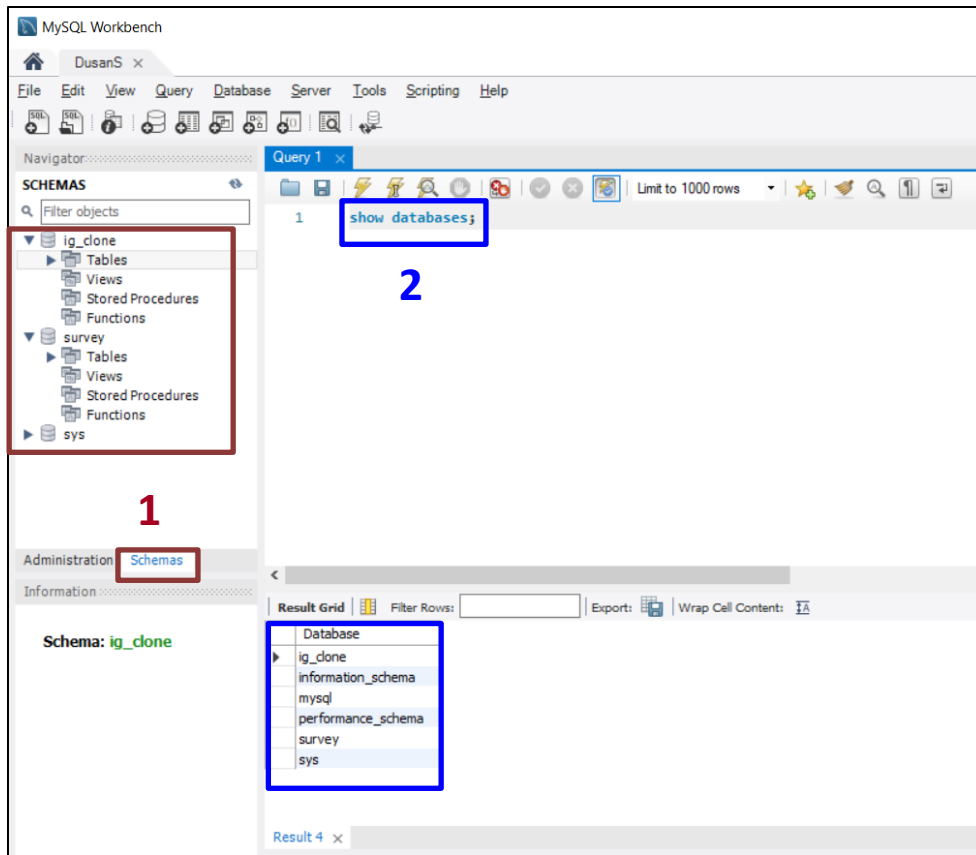 MySQL Workbench
DusanS
File Edit View Query Database Server Tools Scripting Help
SQL SQL
Navigator
SCHEMAS
Filter objects
ig_clone
Tables
Views
Stored Procedures
Functions
survey
Tables
Views
Stored Procedures
Functions
sys
1
Administration Schemas
Information
Schema: ig_clone
Query 1
Limit to 1000 rows
1 show databases;
2
Result Grid Filter Rows: Export: Wrap Cell Content: IA
Database
ig_clone
information_schema
mysql
performance_schema
survey
sys
Result 4